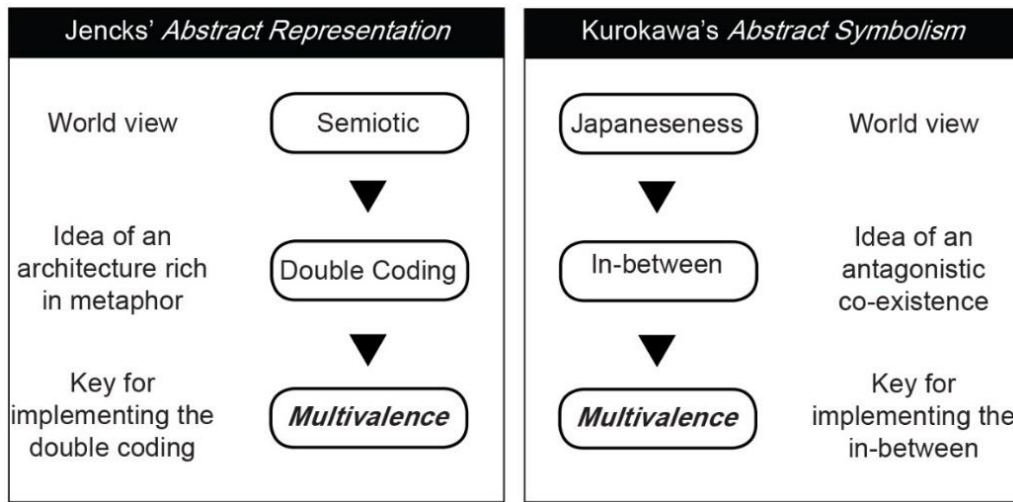 Jencks' Abstract Representation
World view
Semiotic
Idea of an
architecture rich
in metaphor
Double Coding
Key for
implementing the
double coding
Multivalence
Kurokawa's Abstract Symbolism
Japaneseness
World view
In-between
Idea of an
antagonistic
co-existence
Multivalence
Key for
implementing the
in-between